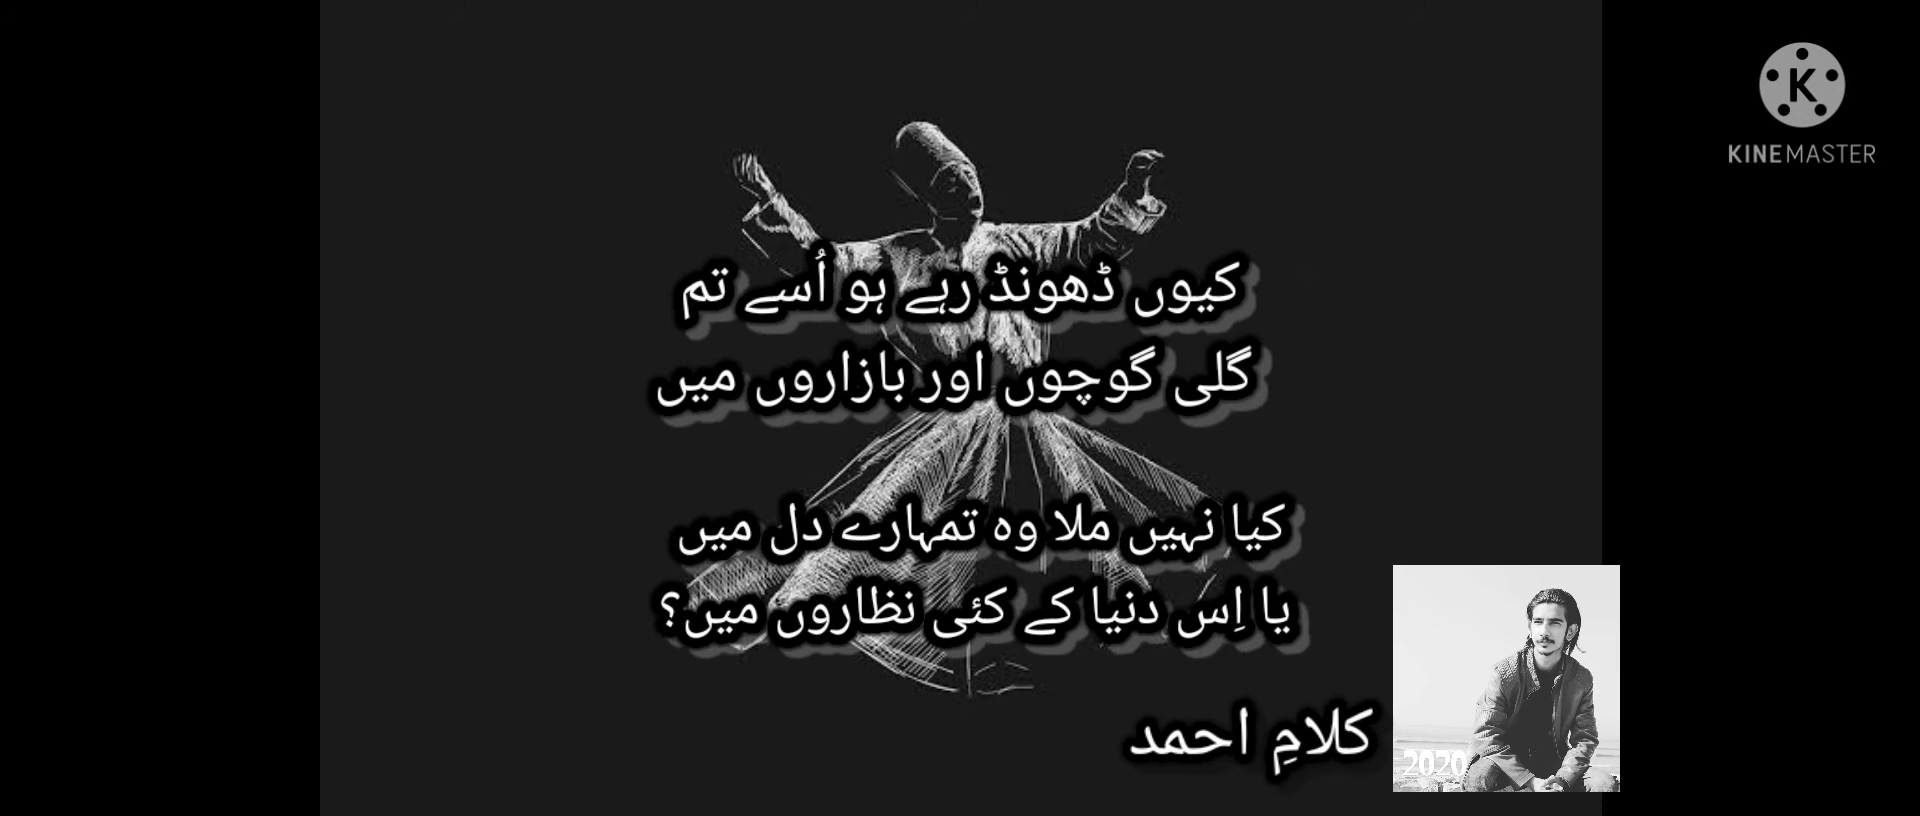 KINEMASTER
کیوں ڈھونڈ رہے ہو اُسے تم
گلی گوچوں اور بازاروں میں
کیا نہیں ملا وہ تمہارے دل میں
یا اِس دنیا کے کئی نظاروں میں؟
کلامِ احمد
2020